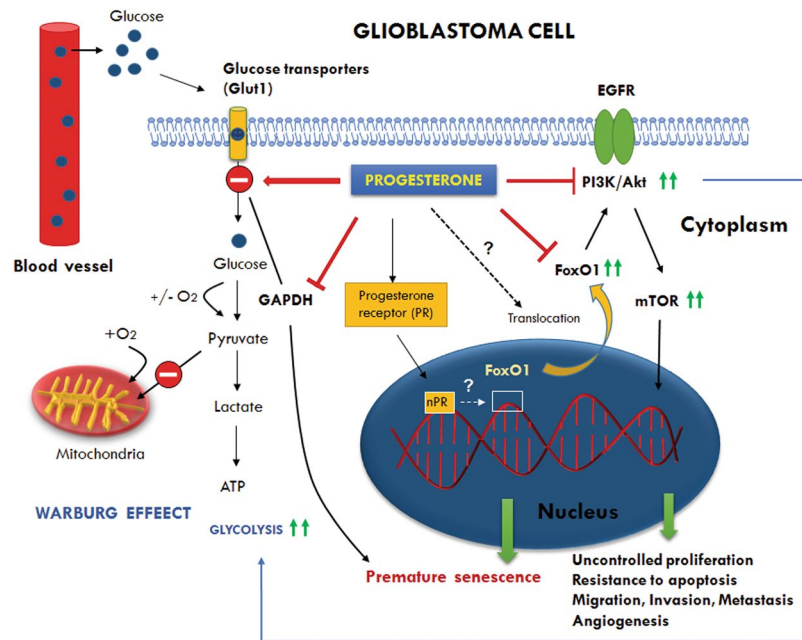 Glucose
GLIOBLASTOMA CELL
Glucose transporters
(Glut1)
EGFR
PROGESTERONE
PI3K/Akt
Cytoplasm
Blood vessel
Glucose
?
FoxO1
+/- O2
GAPDH
Progesterone
receptor (PR)
Translocation
mTOR
+O2
Pyruvate
FoxO1
?
nPR
Lactate
Mitochondria
ATP
Nucleus
WARBURG EFFEECT
GLYCOLYSIS
Premature senescence
Uncontrolled proliferation
Resistance to apoptosis
Migration, Invasion, Metastasis
Angiogenesis